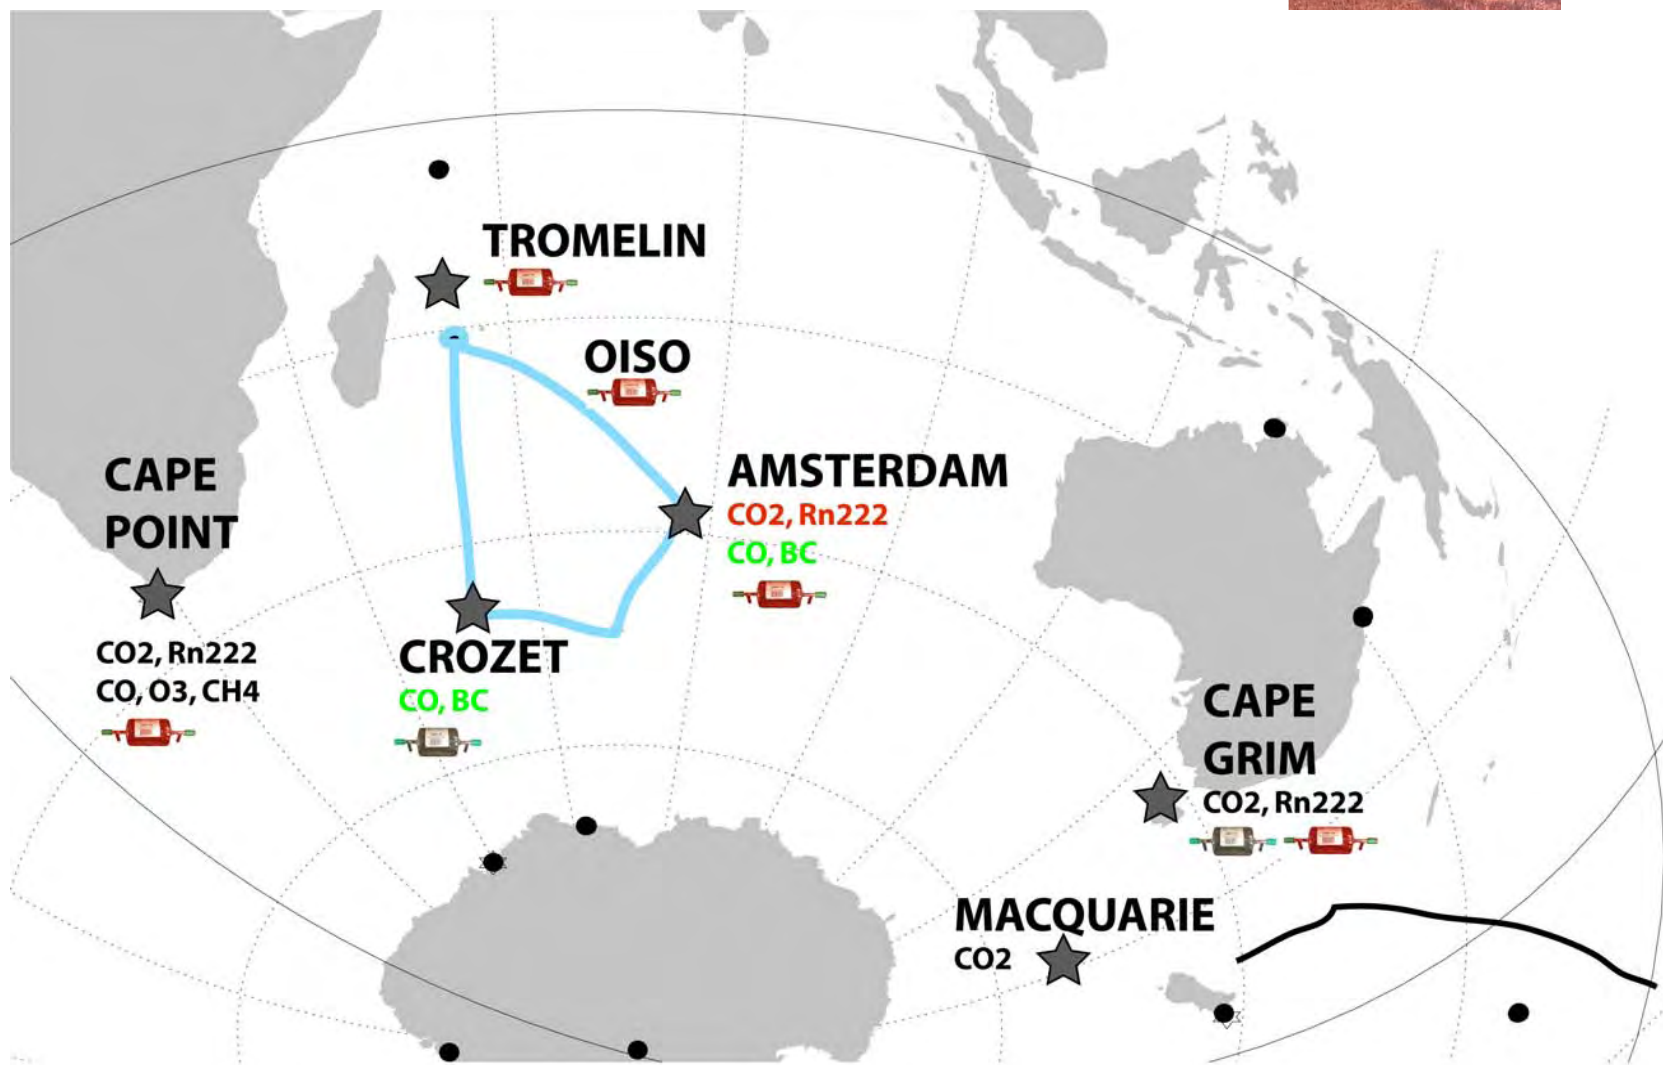 TROMELIN
OISO
CAPE
POINT
AMSTERDAM
CO2, Rn222
CO, BC
CO2, Rn222
CO, O3, CH4
CROZET
CO, BC
CAPE
GRIM
CO2, Rn222
MACQUARIE
CO2